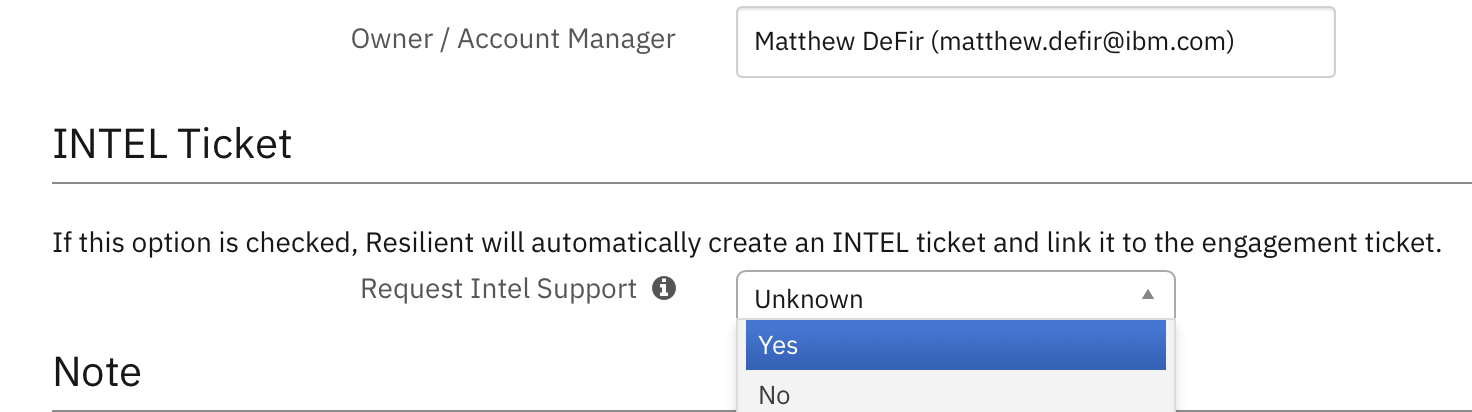 Owner / Account Manager Matthew DeFir (matthew.defir@ibm.com)
INTEL Ticket
If this option is checked, Resilient will automatically create an INTEL ticket and link it to the engagement ticket.
Request Intel Support i Unknown
Yes
No
Note